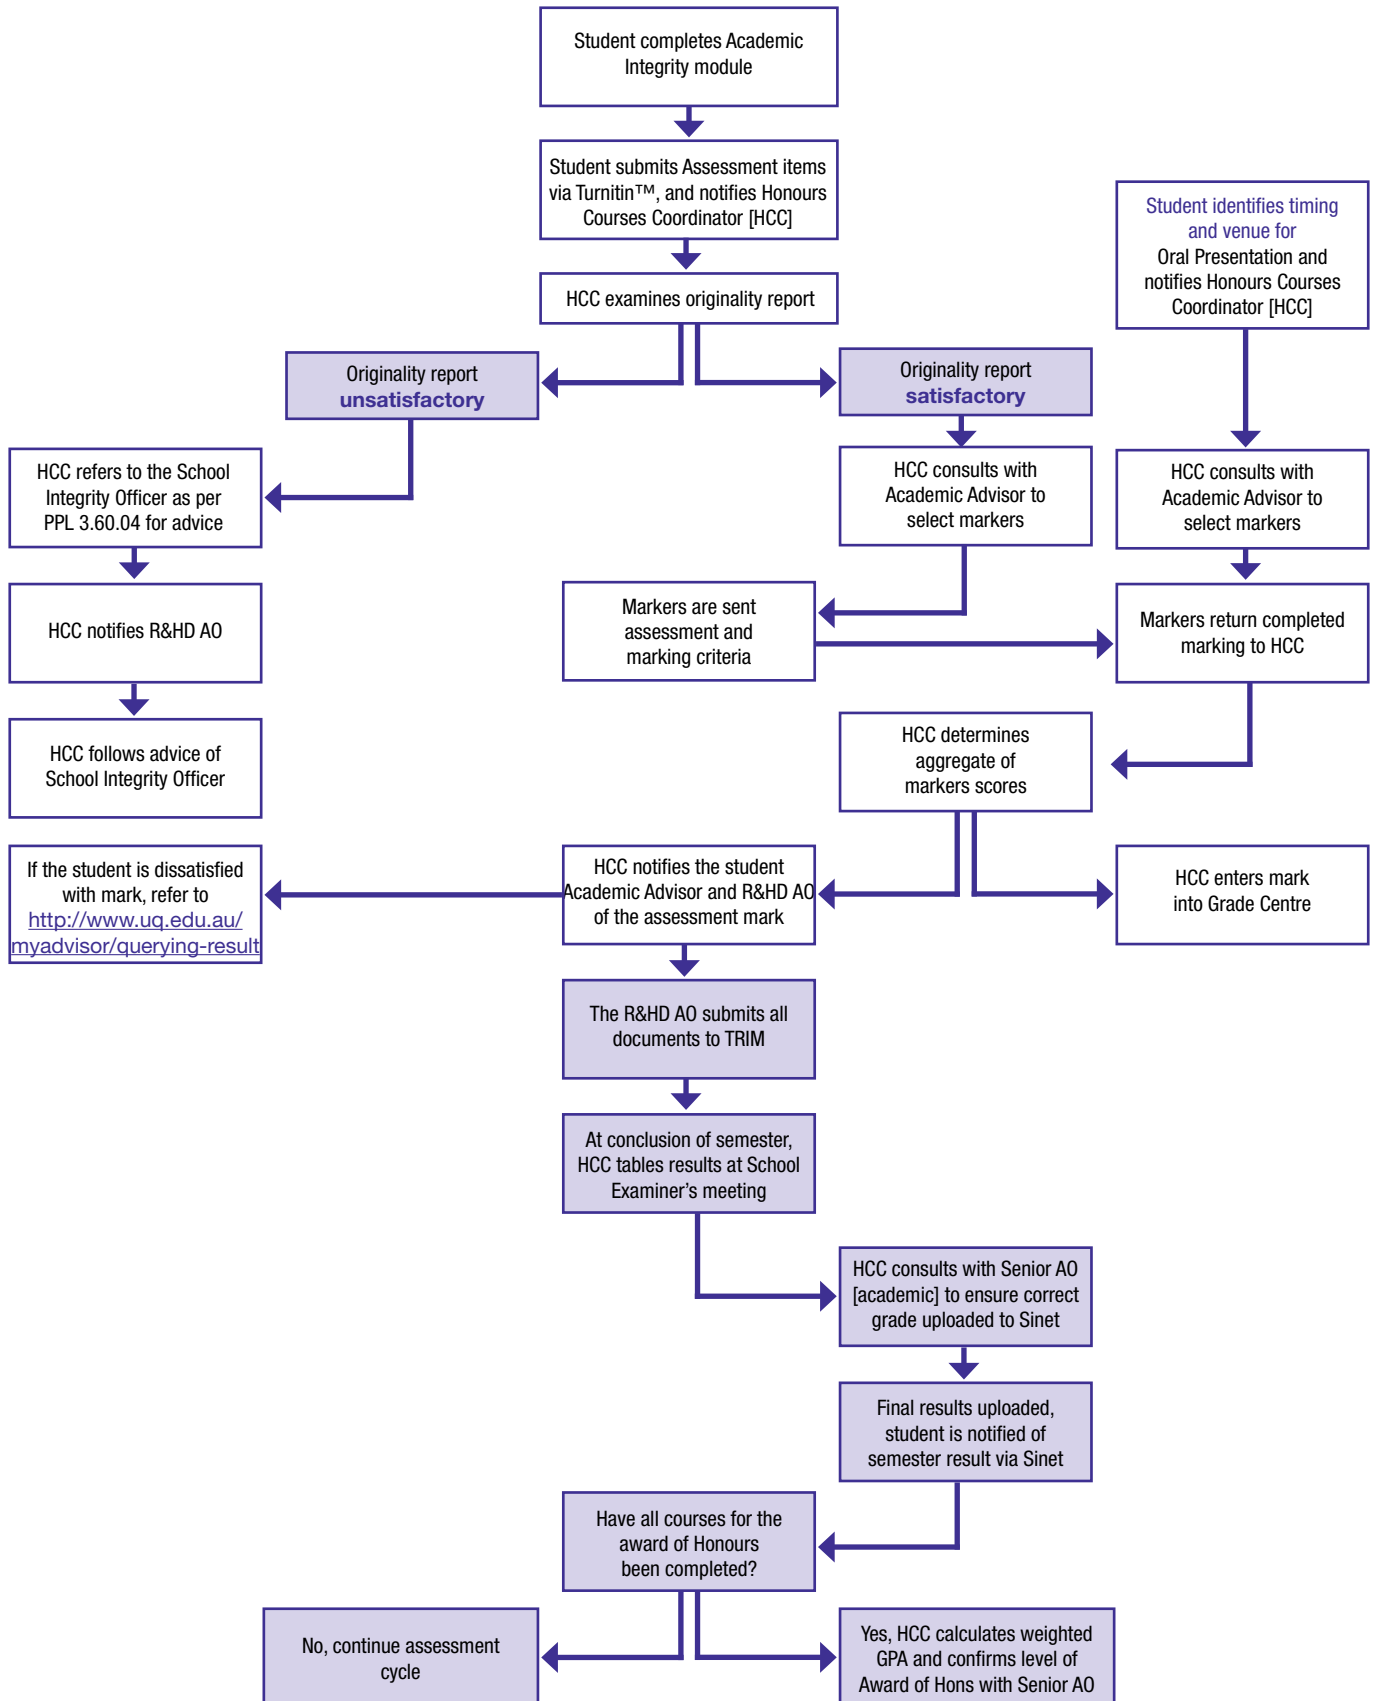 Student completes Academic
Integrity module
Student submits Assessment items
via Turnitin™, and notifies Honours
Courses Coordinator [HCC]
Student identifies timing
and venue for
Oral Presentation and
notifies Honours Courses
Coordinator [HCC]
HCC examines originality report
Originality report
unsatisfactory
Originality report
satisfactory
HCC refers to the School
Integrity Officer as per
PPL 3.60.04 for advice
HCC consults with
Academic Advisor to
select markers
HCC consults with
Academic Advisor to
select markers
HCC notifies R&HD AO
Markers are sent
assessment and
marking criteria
Markers return completed
marking to HCC
HCC follows advice of
School Integrity Officer
HCC determines
aggregate of
markers scores
If the student is dissatisfied
with mark, refer to
http://www.uq.edu.au/
myadvisor/querying-result
HCC notifies the student
Academic Advisor and R&HD AO
of the assessment mark
HCC enters mark
into Grade Centre
The R&HD AO submits all
documents to TRIM
At conclusion of semester,
HCC tables results at School
Examiner’s meeting
HCC consults with Senior AO
[academic] to ensure correct
grade uploaded to Sinet
Final results uploaded,
student is notified of
semester result via Sinet
Have all courses for the
award of Honours
been completed?
No, continue assessment
cycle
Yes, HCC calculates weighted
GPA and confirms level of
Award of Hons with Senior AO